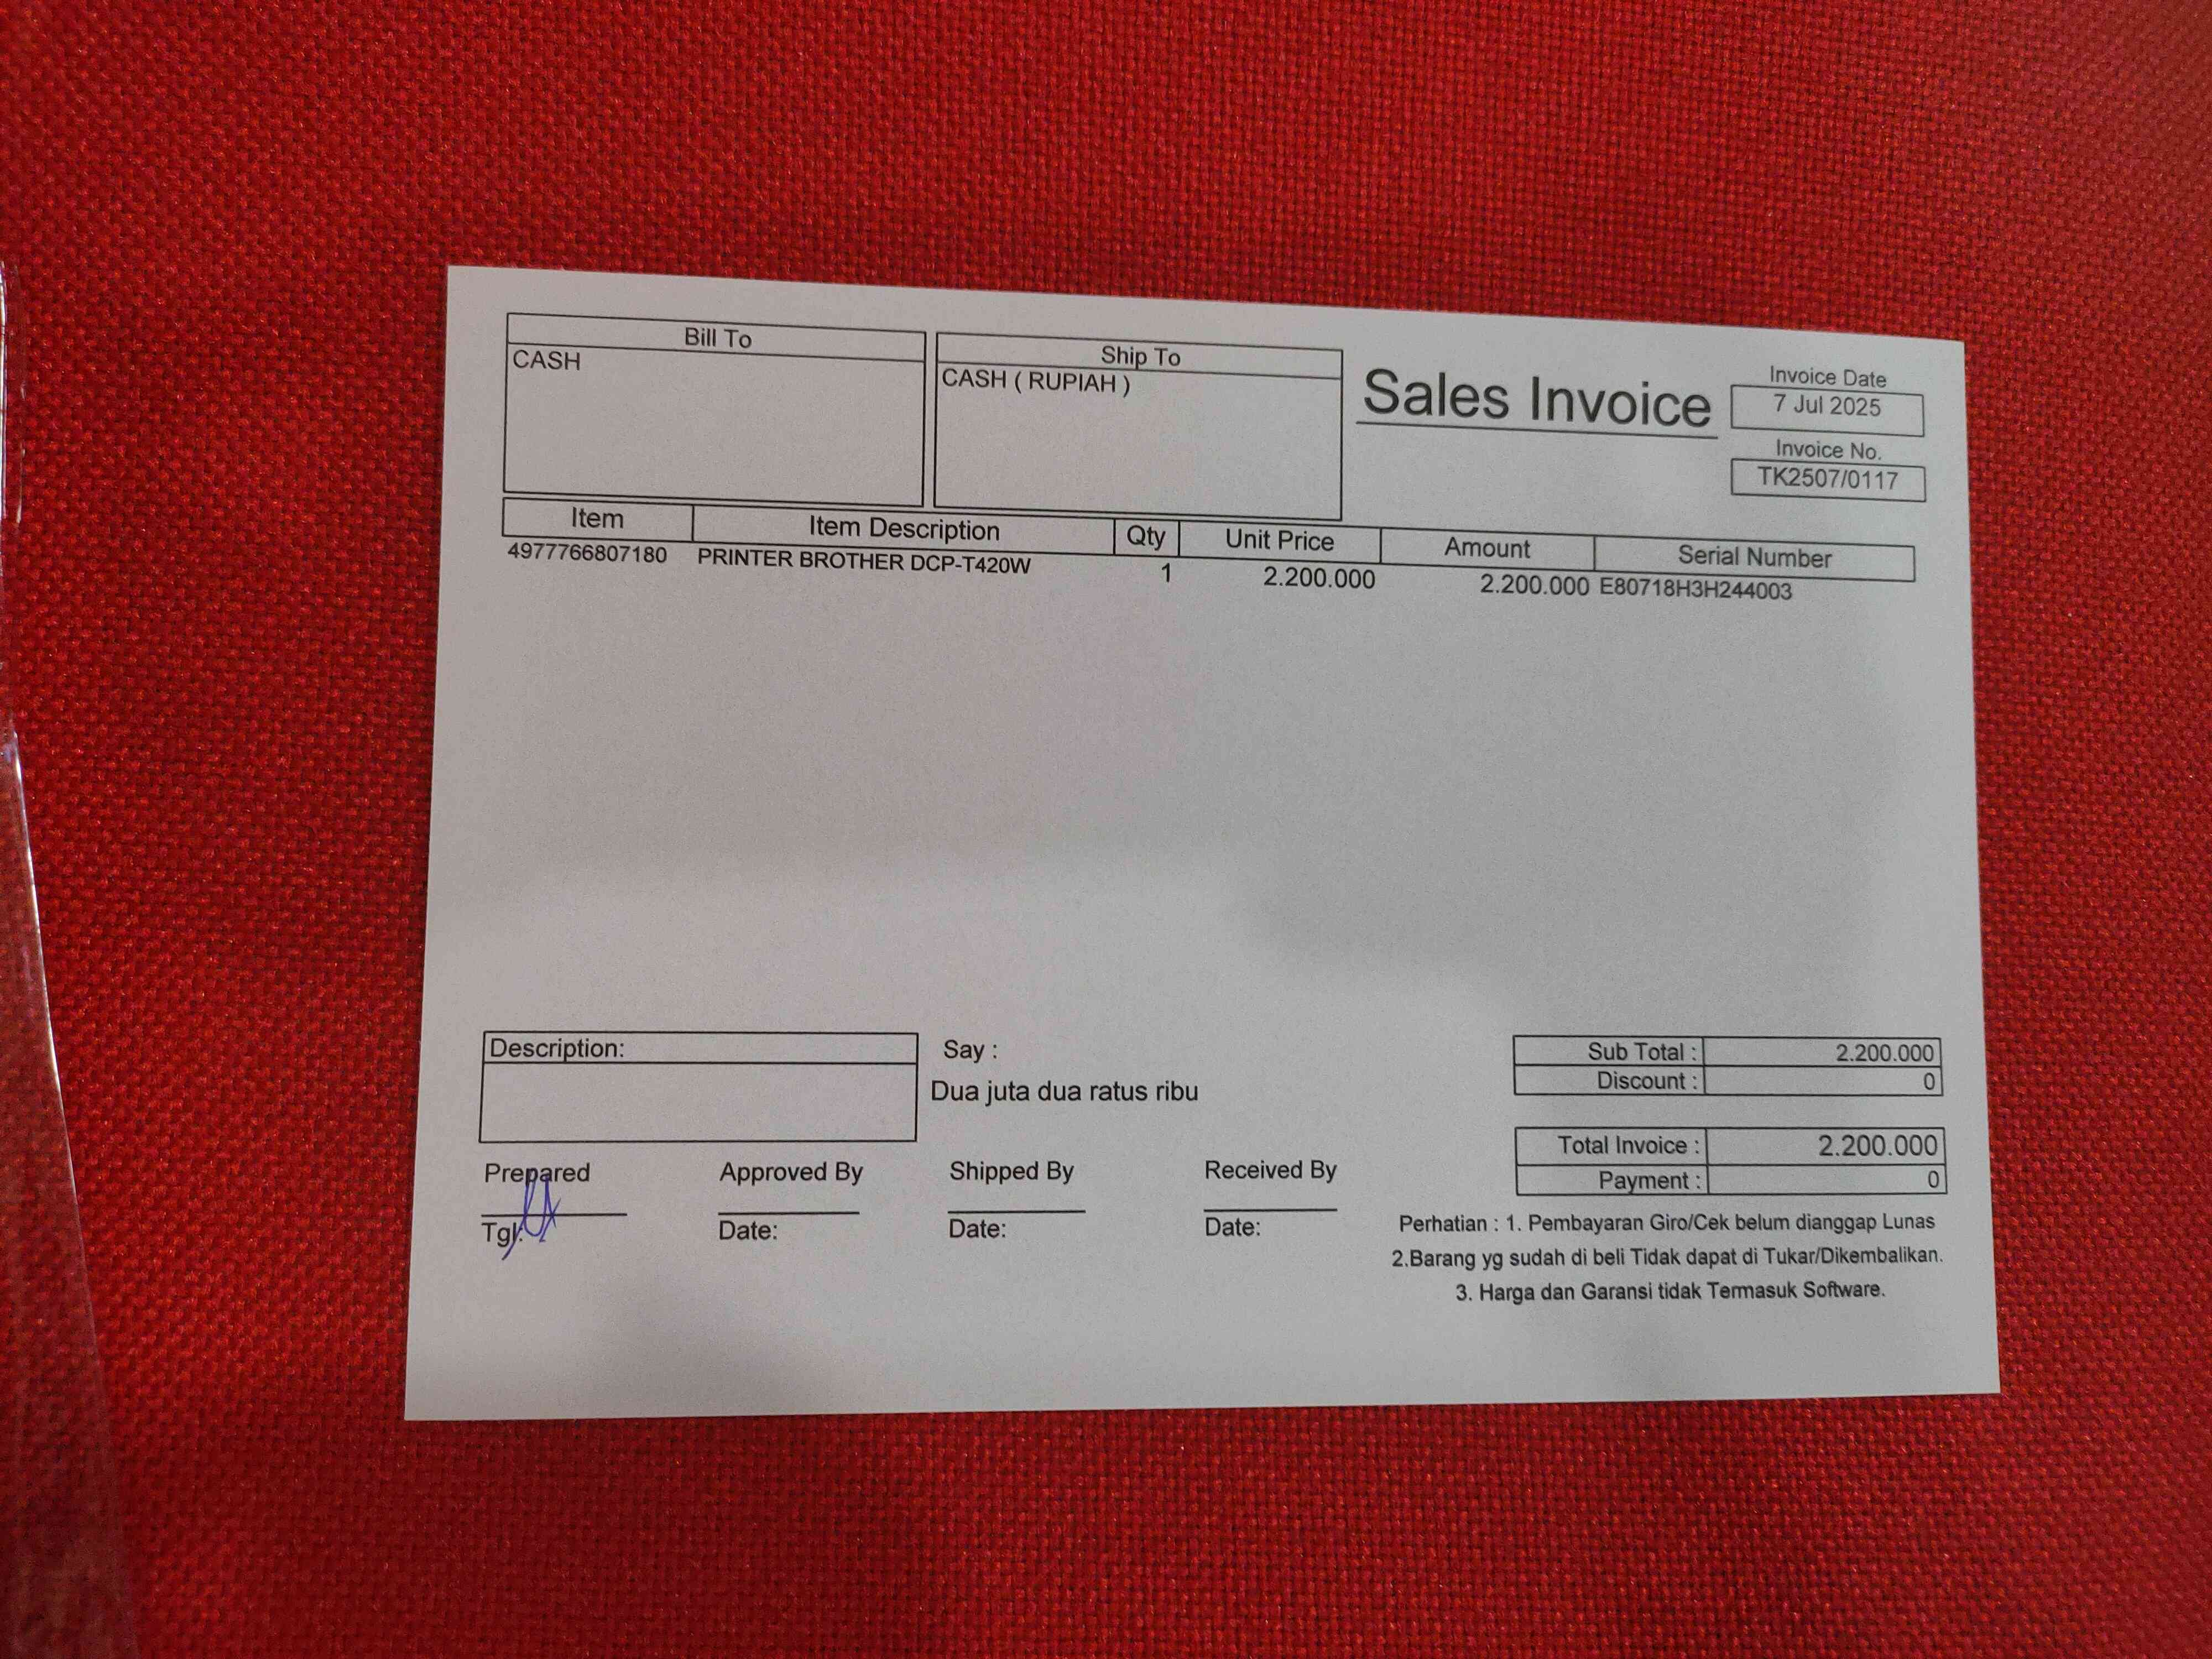 Bill To
CASH
Ship To
CASH ( RUPIAH )
Sales Invoice
Invoice Date
7 Jul 2025
Invoice No.
TK2507/0117
Item Item Description Qty Unit Price Amount Serial Number
4977766807180 PRINTER BROTHER DCP-T420W 1 2.200.000 2.200.000 E80718H3H244003
Description:
Say :
Dua juta dua ratus ribu
Sub Total : 2.200.000
Discount : 0
Total Invoice : 2.200.000
Payment : 0
Prepared Approved By Shipped By Received By
Tgl: Date: Date: Date:
Perhatian : 1. Pembayaran Giro/Cek belum dianggap Lunas
2.Barang yg sudah di beli Tidak dapat di Tukar/Dikembalikan.
3. Harga dan Garansi tidak Termasuk Software.